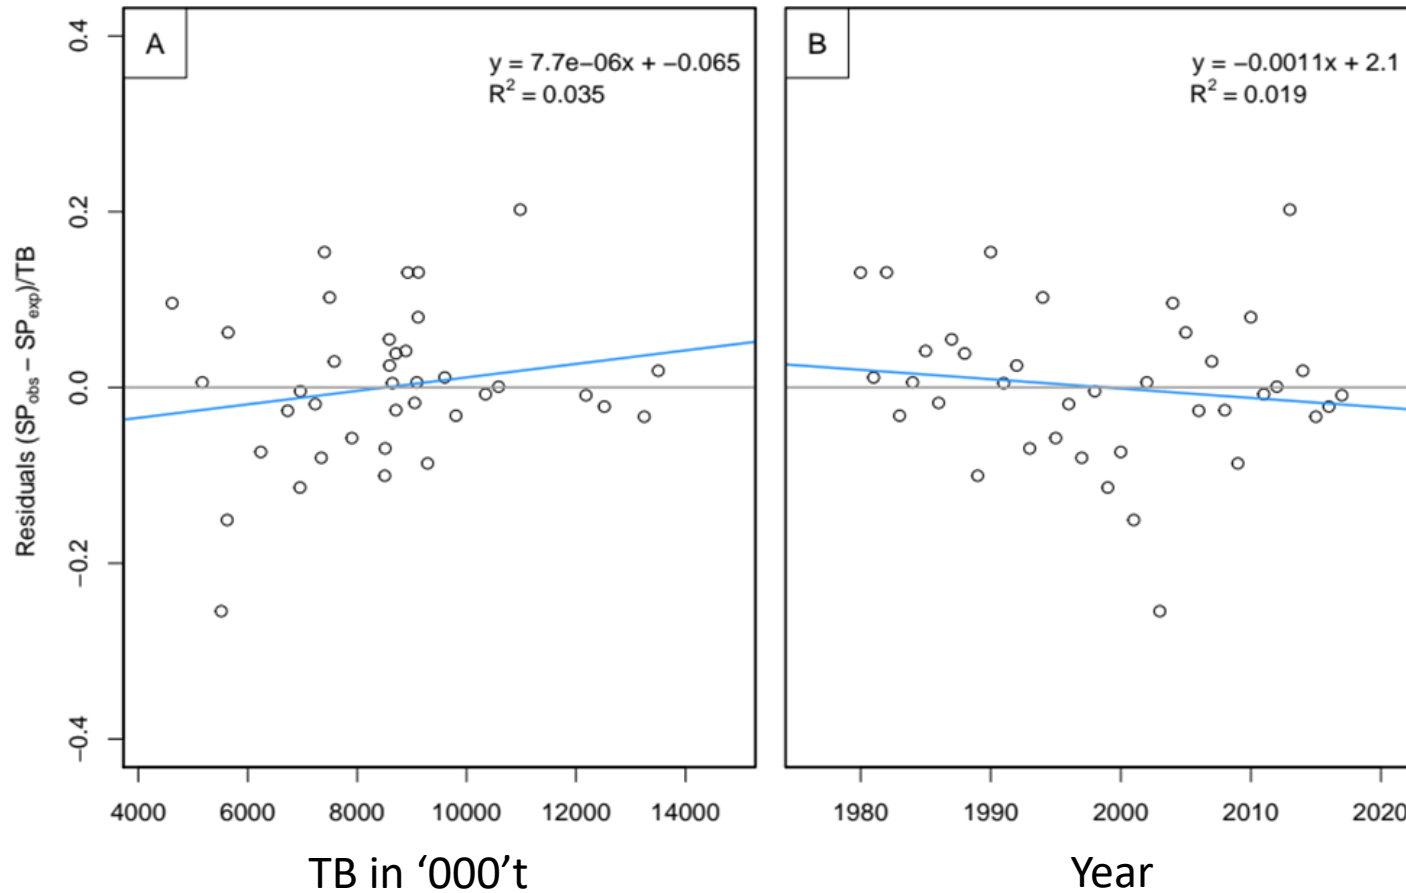 A
y = 7.7e−06x + −0.065
R² = 0.035
B
y = −0.0011x + 2.1
R² = 0.019
Residuals (SPobs − SPexp)/TB
0.4
0.2
0.0
−0.2
−0.4
4000 6000 8000 10000 12000 14000
1980 1990 2000 2010 2020
TB in ‘000’t
Year